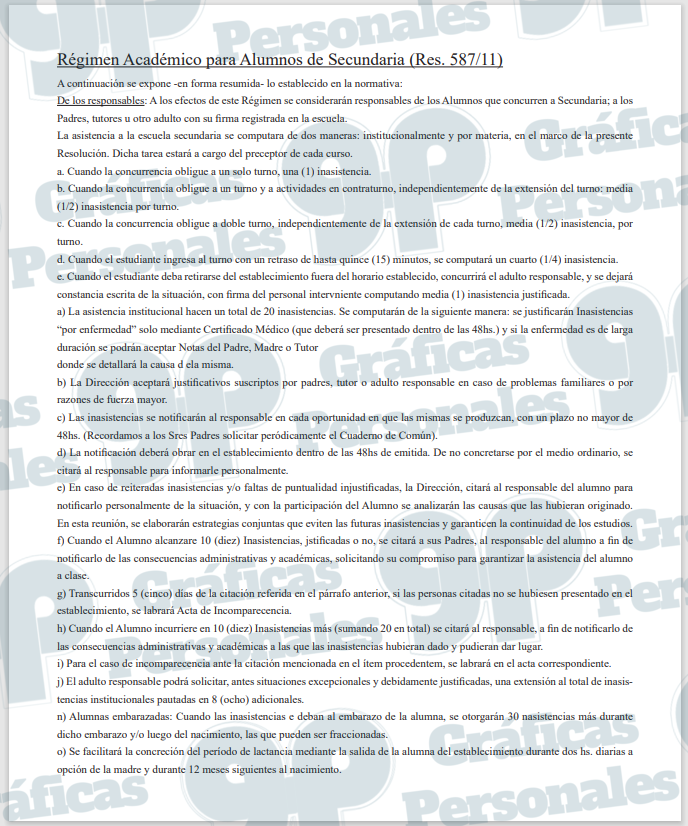 Régimen Académico para Alumnos de Secundaria (Res. 587/11)
A continuación se expone -en forma resumida- lo establecido en la normativa:
De los responsables: A los efectos de este Régimen se considerarán responsables de los Alumnos que concurren a Secundaria; a los
Padres, tutores u otro adulto con su firma registrada en la escuela.
La asistencia a la escuela secundaria se computara de dos maneras: institucionalmente y por materia, en el marco de la presente
Resolución. Dicha tarea estará a cargo del preceptor de cada curso.
a. Cuando la concurrencia obligue a un solo turno, una (1) inasistencia.
b. Cuando la concurrencia obligue a un turno y a actividades en contraturno, independientemente de la extensión del turno: media
(1/2) inasistencia por turno.
c. Cuando la concurrencia obligue a doble turno, independientemente de la extensión de cada turno, media (1/2) inasistencia, por
turno.
d. Cuando el estudiante ingresa al turno con un retraso de hasta quince (15) minutos, se computará un cuarto (1/4) inasistencia.
e. Cuando el estudiante deba retirarse del establecimiento fuera del horario establecido, concurrirá el adulto responsable, y se dejará
constancia escrita de la situación, con firma del personal intervniente computando media (1) inasistencia justificada.
a) La asistencia institucional hacen un total de 20 inasistencias. Se computarán de la siguiente manera: se justificarán Inasistencias
“por enfermedad” solo mediante Certificado Médico (que deberá ser presentado dentro de las 48hs.) y si la enfermedad es de larga
duración se podrán aceptar Notas del Padre, Madre o Tutor
donde se detallará la causa d ela misma.
b) La Dirección aceptará justificativos suscriptos por padres, tutor o adulto responsable en caso de problemas familiares o por
razones de fuerza mayor.
c) Las inasistencias se notificarán al responsable en cada oportunidad en que las mismas se produzcan, con un plazo no mayor de
48hs. (Recordamos a los Sres Padres solicitar peródicamente el Cuaderno de Común).
d) La notificación deberá obrar en el establecimiento dentro de las 48hs de emitida. De no concretarse por el medio ordinario, se
citará al responsable para informarle personalmente.
e) En caso de reiteradas inasistencias y/o faltas de puntualidad injustificadas, la Dirección, citará al responsable del alumno para
notificarlo personalmente de la situación, y con la participación del Alumno se analizarán las causas que las hubieran originado.
En esta reunión, se elaborarán estrategias conjuntas que eviten las futuras inasistencias y garanticen la continuidad de los estudios.
f) Cuando el Alumno alcanzare 10 (diez) Inasistencias, jstificadas o no, se citará a sus Padres, al responsable del alumno a fin de
notificarlo de las consecuencias administrativas y académicas, solicitando su compromiso para garantizar la asistencia del alumno
a clase.
g) Transcurridos 5 (cinco) días de la citación referida en el párrafo anterior, si las personas citadas no se hubiesen presentado en el
establecimiento, se labrará Acta de Incomparecencia.
h) Cuando el Alumno incurriere en 10 (diez) Inasistencias más (sumando 20 en total) se citará al responsable, a fin de notificarlo de
las consecuencias administrativas y académicas a las que las inasistencias hubieran dado y pudieran dar lugar.
i) Para el caso de incomparecencia ante la citación mencionada en el ítem procedentem, se labrará en el acta correspondiente.
j) El adulto responsable podrá solicitar, antes situaciones excepcionales y debidamente justificadas, una extensión al total de inasis-
tencias institucionales pautadas en 8 (ocho) adicionales.
n) Alumnas embarazadas: Cuando las inasistencias e deban al embarazo de la alumna, se otorgarán 30 nasistencias más durante
dicho embarazo y/o luego del nacimiento, las que pueden ser fraccionadas.
o) Se facilitará la concreción del período de lactancia mediante la salida de la alumna del establecimiento durante dos hs. diarias a
opción de la madre y durante 12 meses siguientes al nacimiento.
gp Gráficas Personales